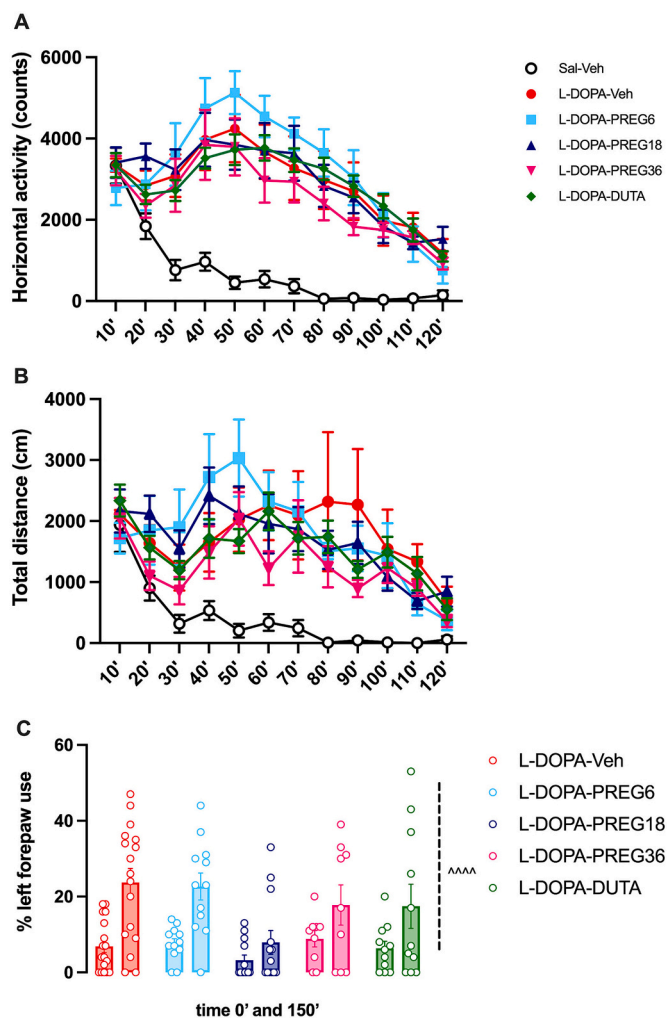 A
Horizontal activity (counts)
6000
4000
2000
0
10'
20'
30'
40'
50'
60'
70'
80'
90'
100'
110'
120'
Sal-Veh
L-DOPA-Veh
L-DOPA-PREG6
L-DOPA-PREG18
L-DOPA-PREG36
L-DOPA-DUTA
B
Total distance (cm)
4000
3000
2000
1000
0
10'
20'
30'
40'
50'
60'
70'
80'
90'
100'
110'
120'
C
% left forepaw use
60
40
20
0
time 0' and 150'
L-DOPA-Veh
L-DOPA-PREG6
L-DOPA-PREG18
L-DOPA-PREG36
L-DOPA-DUTA
^^^^